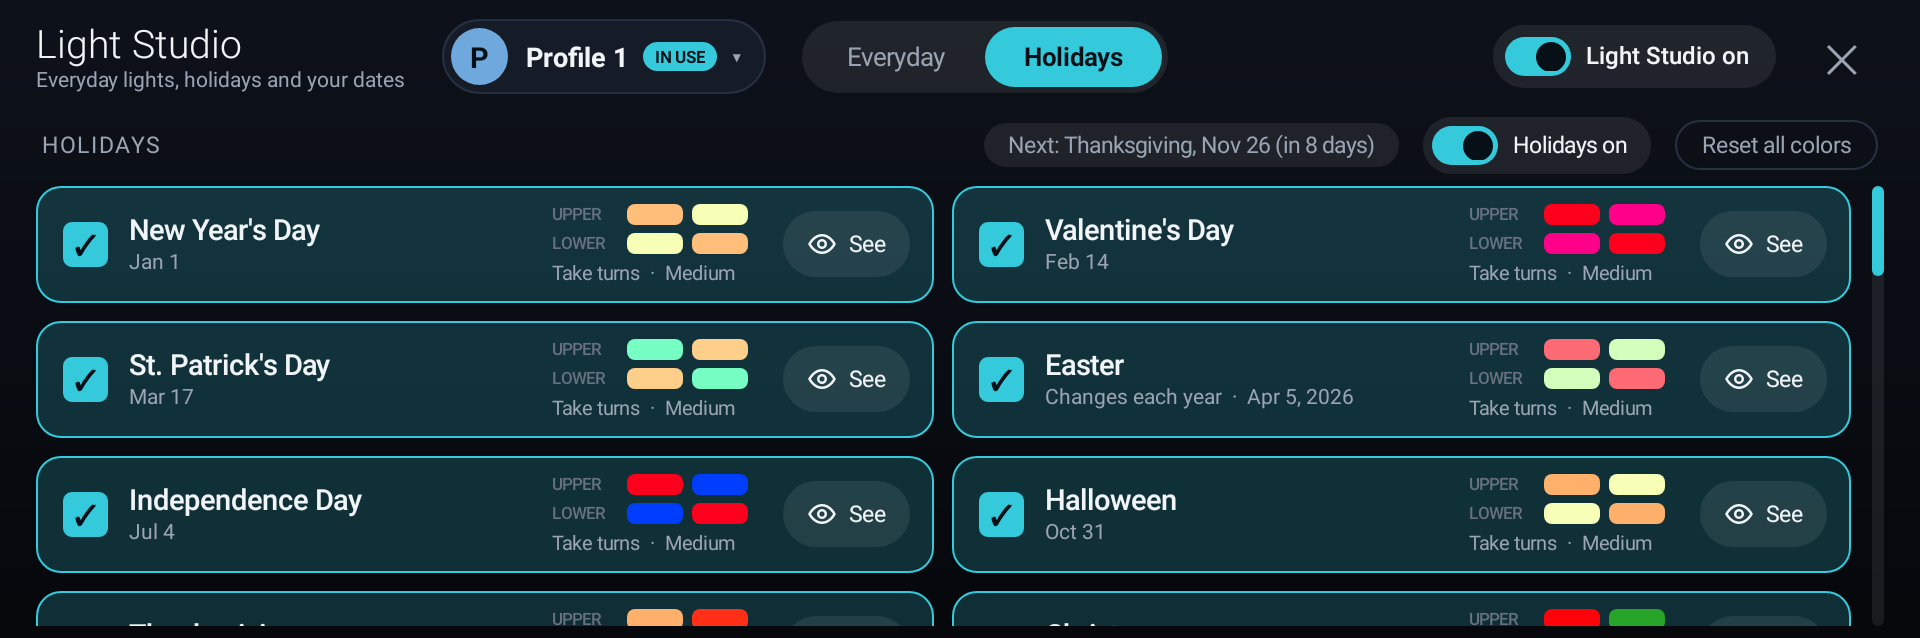 Light Studio
Everyday lights, holidays and your dates
P Profile 1 IN USE
Everyday Holidays
Light Studio on
HOLIDAYS
Next: Thanksgiving, Nov 26 (in 8 days)
Holidays on
Reset all colors
New Year's Day
Jan 1
UPPER
LOWER
Take turns · Medium
See
Valentine's Day
Feb 14
UPPER
LOWER
Take turns · Medium
See
St. Patrick's Day
Mar 17
UPPER
LOWER
Take turns · Medium
See
Easter
Changes each year · Apr 5, 2026
UPPER
LOWER
Take turns · Medium
See
Independence Day
Jul 4
UPPER
LOWER
Take turns · Medium
See
Halloween
Oct 31
UPPER
LOWER
Take turns · Medium
See
UPPER
UPPER